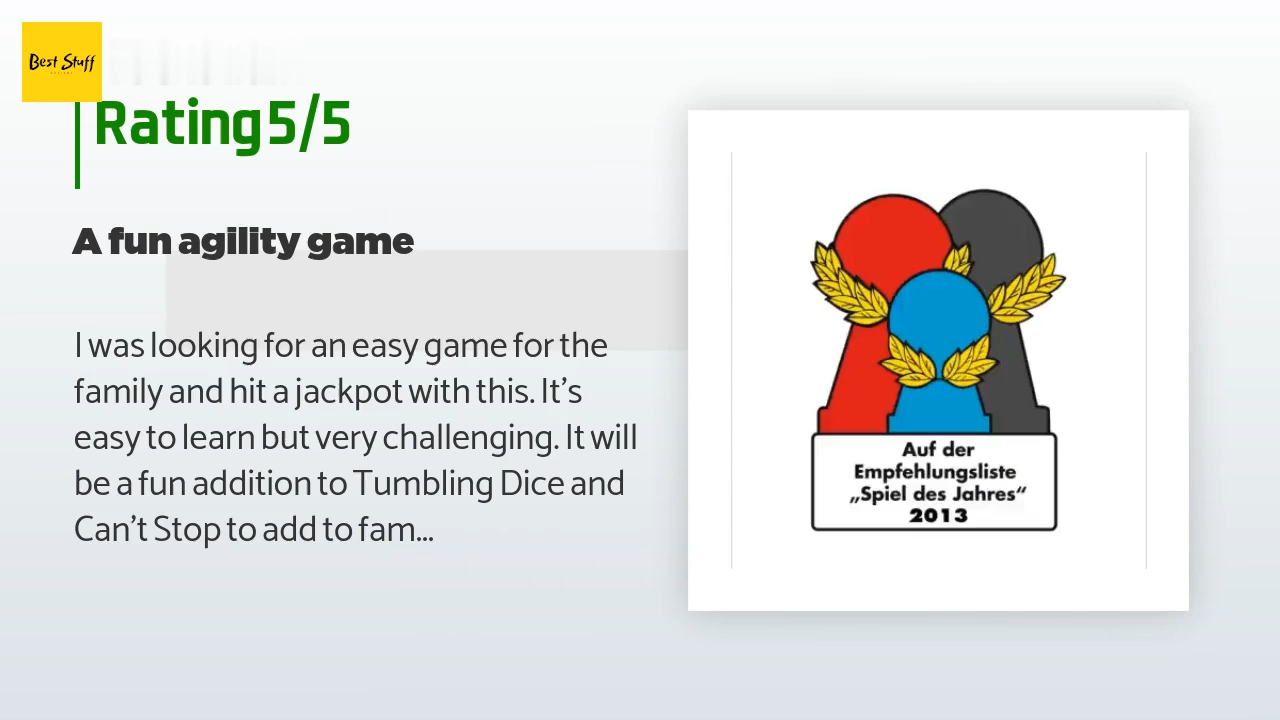 Best Stuff
Rating 5/5
A fun agility game
I was looking for an easy game for the
family and hit a jackpot with this. It's
easy to learn but very challenging. It will
be a fun addition to Tumbling Dice and
Can't Stop to add to fam...
Auf der
Empfehlungsliste
„Spiel des Jahres“
2013